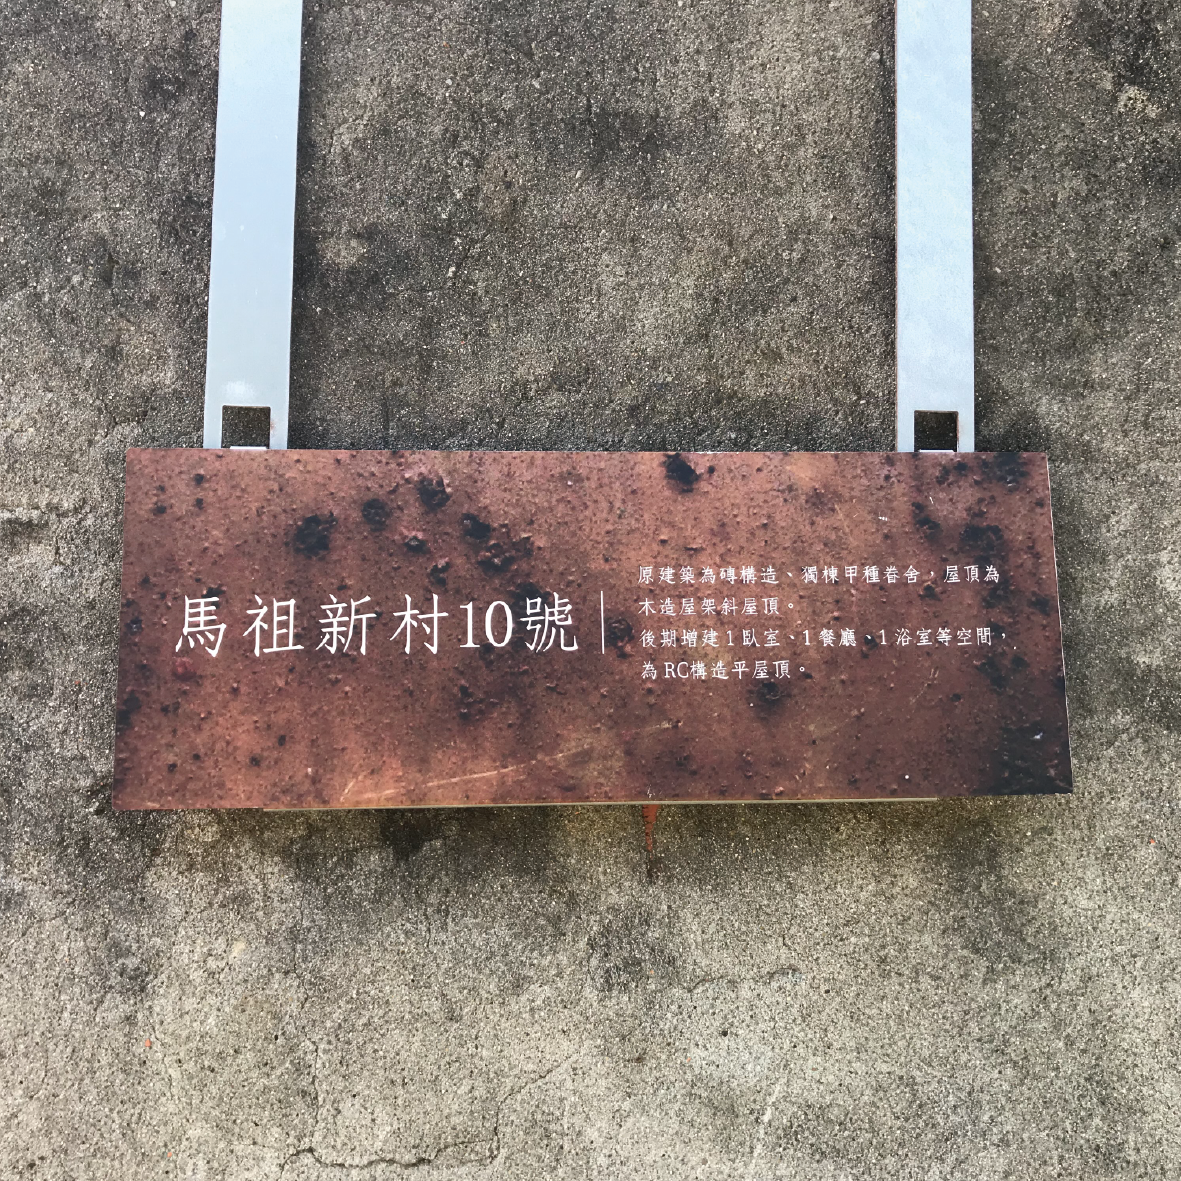 馬祖新村10號
原建築為磚構造、獨棟甲種眷舍，屋頂為
木造屋架斜屋頂。
後期增建1臥室、1餐廳、1浴室等空間，
為RC構造平屋頂。